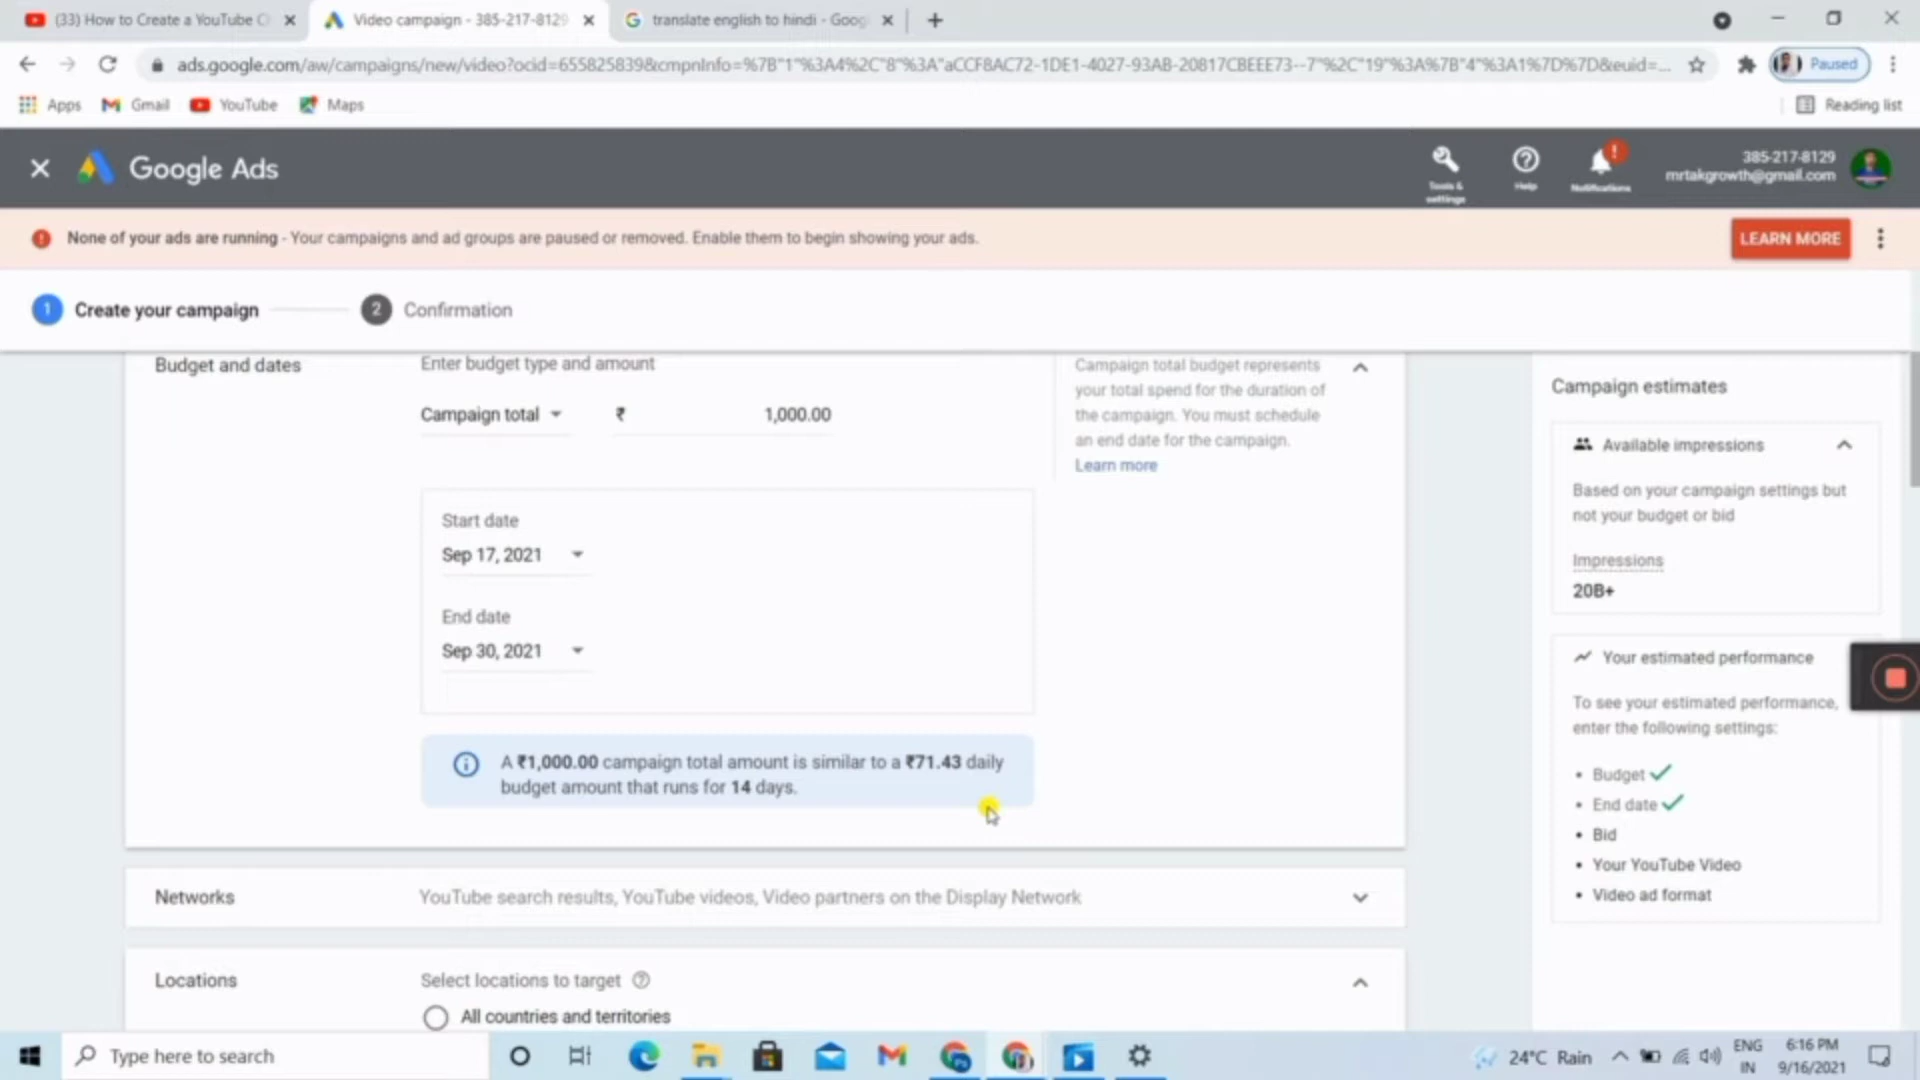 (33) How to Create a YouTube C
Video campaign - 385-217-8129
translate english to hindi - Goog
ads.google.com/aw/campaigns/new/video?ocid=655825839&cmpnInfo=%7B"1"%3A4%2C"8"%3A"aCCF8AC72-1DE1-4027-93AB-20817CBEEE73--7"%2C"19"%3A%7B"4"%3A1%7D%7D&euid=...
Paused
Apps
Gmail
YouTube
Maps
Reading list
Google Ads
Tools & settings
Help
Notifications
385-217-8129
mrtakgrowth@gmail.com
None of your ads are running - Your campaigns and ad groups are paused or removed. Enable them to begin showing your ads.
LEARN MORE
1 Create your campaign
2 Confirmation
Budget and dates
Enter budget type and amount
Campaign total
₹ 1,000.00
Campaign total budget represents
your total spend for the duration of
the campaign. You must schedule
an end date for the campaign.
Learn more
Start date
Sep 17, 2021
End date
Sep 30, 2021
A ₹1,000.00 campaign total amount is similar to a ₹71.43 daily
budget amount that runs for 14 days.
Networks
YouTube search results, YouTube videos, Video partners on the Display Network
Locations
Select locations to target
All countries and territories
Campaign estimates
Available impressions
Based on your campaign settings but
not your budget or bid
Impressions
20B+
Your estimated performance
To see your estimated performance,
enter the following settings:
• Budget
• End date
• Bid
• Your YouTube Video
• Video ad format
Type here to search
24°C Rain
ENG
IN
6:16 PM
9/16/2021